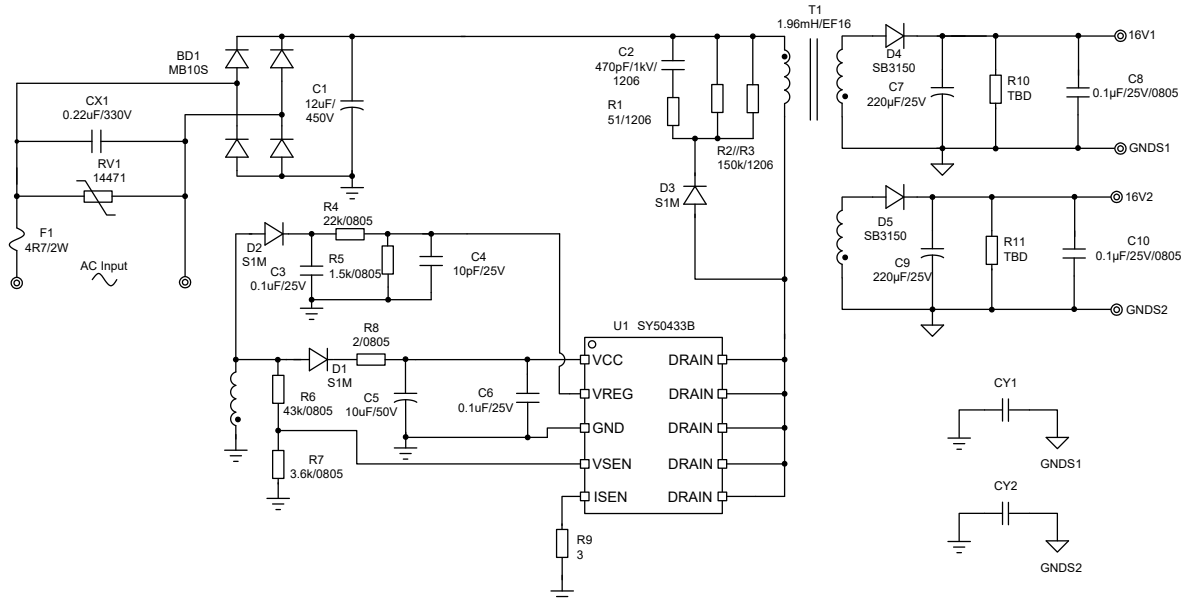 T1
1.96mH/EF16
BD1
MB10S
CX1
0.22uF/330V
RV1
14471
F1
4R7/2W
AC Input
C1
12uF/
450V
C2
470pF/1kV/
1206
R1
51/1206
R2//R3
150k/1206
D3
S1M
D4
SB3150
C7
220µF/25V
R10
TBD
C8
0.1µF/25V/0805
16V1
GNDS1
D5
SB3150
C9
220µF/25V
R11
TBD
C10
0.1µF/25V/0805
16V2
GNDS2
D2
S1M
R4
22k/0805
C3
0.1uF/25V
R5
1.5k/0805
C4
10pF/25V
R8
2/0805
D1
S1M
R6
43k/0805
C5
10uF/50V
C6
0.1uF/25V
R7
3.6k/0805
U1 SY50433B
VCC DRAIN
VREG DRAIN
GND DRAIN
VSEN DRAIN
ISEN DRAIN
R9
3
CY1
GNDS1
CY2
GNDS2